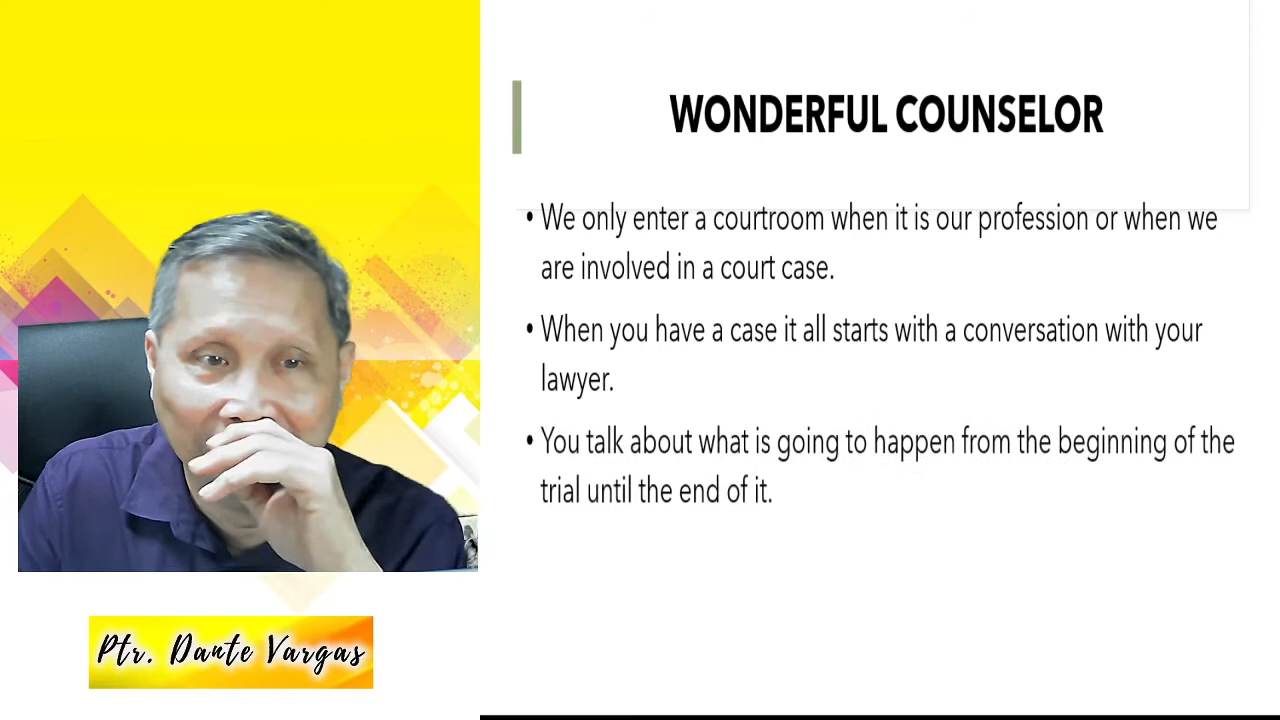 WONDERFUL COUNSELOR
• We only enter a courtroom when it is our profession or when we
are involved in a court case.
• When you have a case it all starts with a conversation with your
lawyer.
• You talk about what is going to happen from the beginning of the
trial until the end of it.
Ptr. Dante Vargas